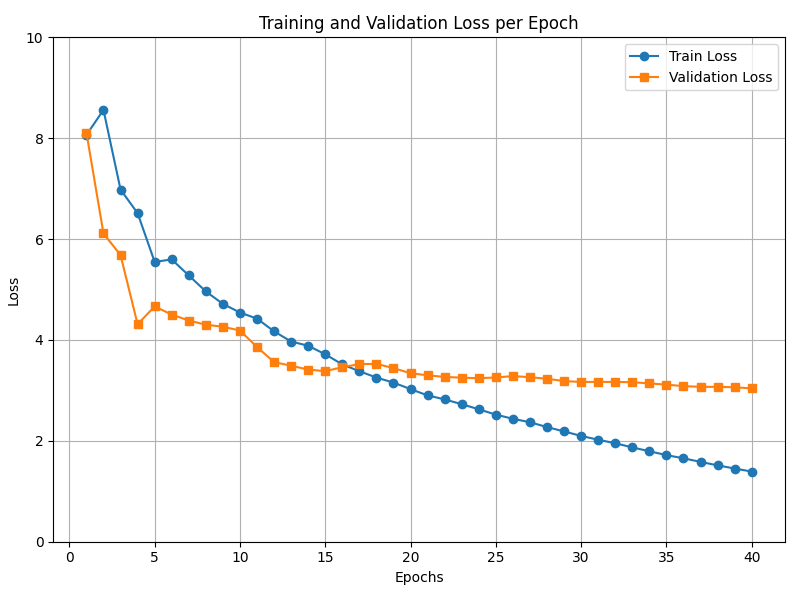 Training and Validation Loss per Epoch
Train Loss
Validation Loss
10
8
6
4
2
0
Loss
0 5 10 15 20 25 30 35 40
Epochs